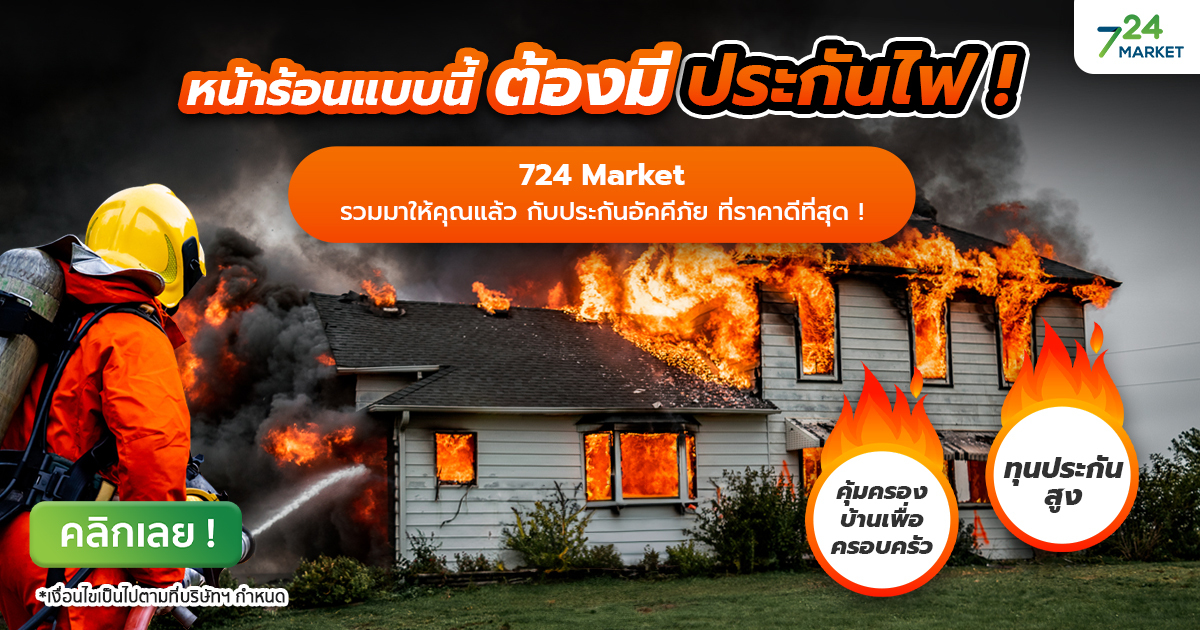 724
MARKET
หน้าร้อนแบบนี้ ต้องมี ประกันไฟ !
724 Market
รวมมาให้คุณแล้ว กับประกันอัคคีภัย ที่ราคาดีที่สุด !
คุ้มครอง
บ้านเพื่อ
ครอบครัว
ทุนประกัน
สูง
คลิกเลย !
*เงื่อนไขเป็นไปตามที่บริษัทฯ กำหนด